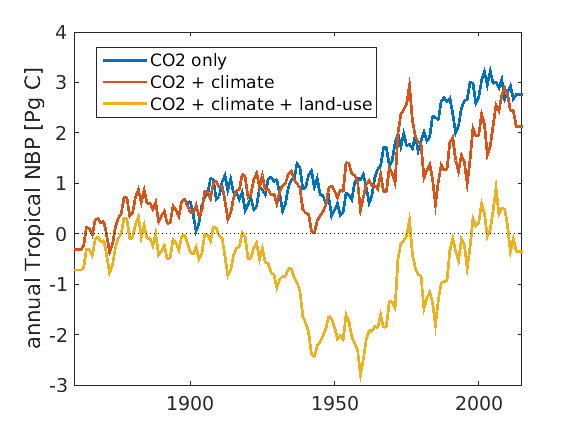 4
3
2
1
0
-1
-2
-3
annual Tropical NBP [Pg C]
CO2 only
CO2 + climate
CO2 + climate + land-use
1900
1950
2000